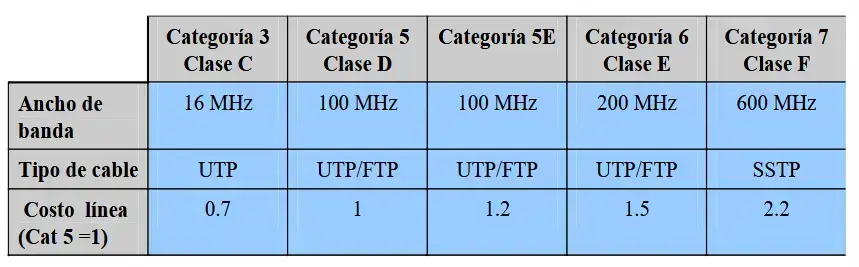 Categoría 3 Categoría 5 Categoría 5E Categoría 6 Categoría 7
Clase C Clase D Clase E Clase F
Ancho de 16 MHz 100 MHz 100 MHz 200 MHz 600 MHz
banda
Tipo de cable UTP UTP/FTP UTP/FTP UTP/FTP SSTP
Costo línea 0.7 1 1.2 1.5 2.2
(Cat 5 =1)